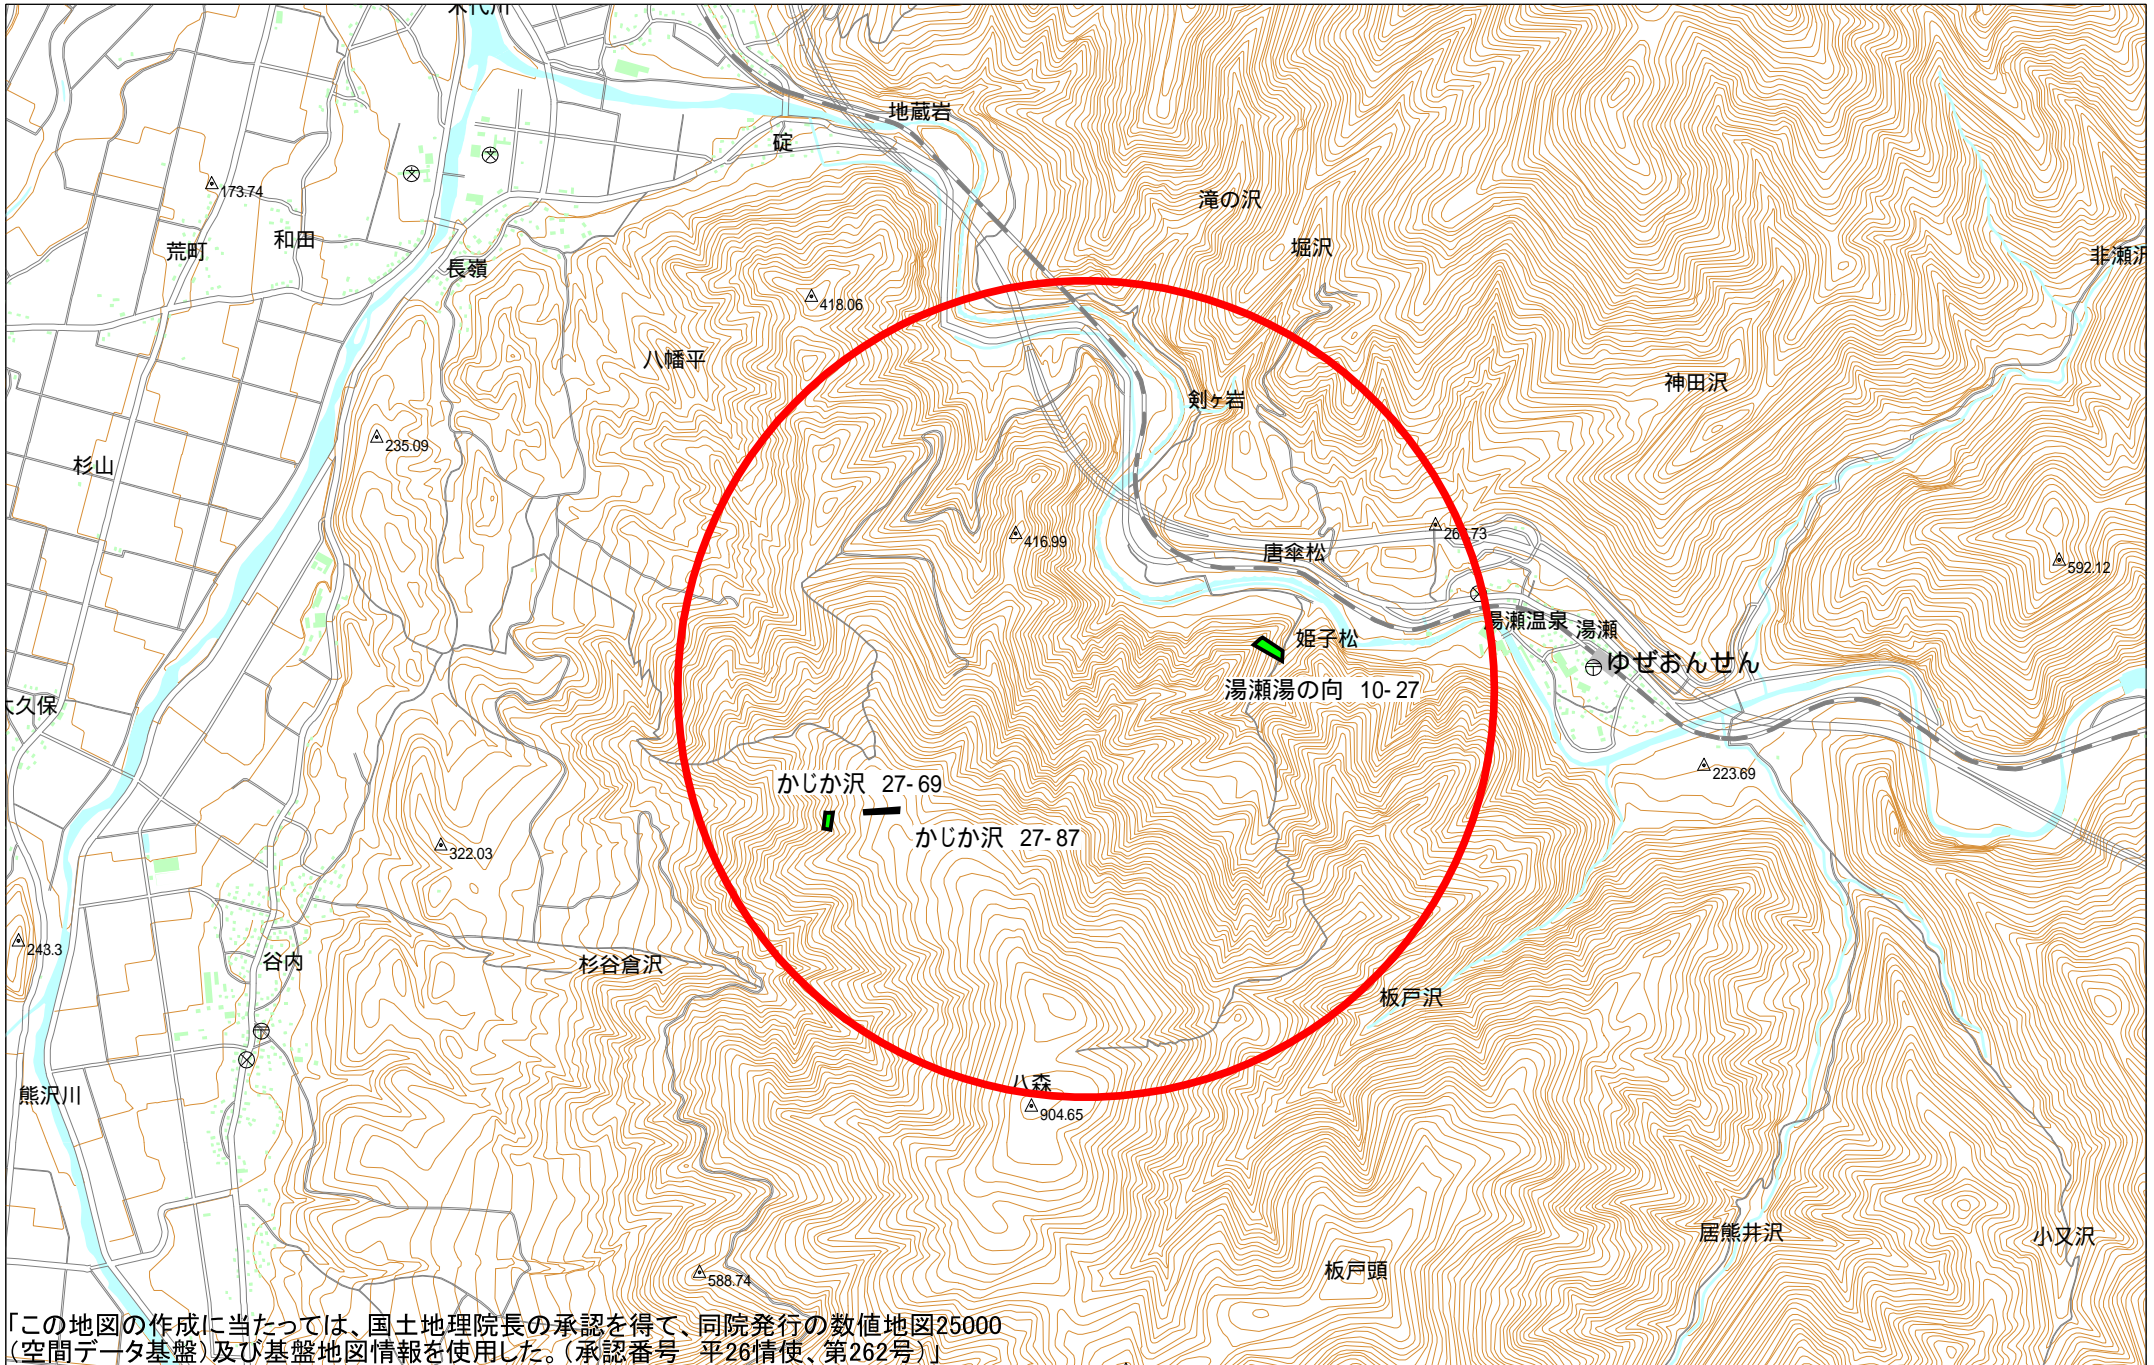 米代川
地蔵岩
碇
173.74
滝の沢
荒町
和田
長嶺
堀沢
非瀬沢
418.06
八幡平
神田沢
剣ヶ岩
235.09
杉山
416.99
唐傘松
592.12
湯瀬温泉
湯瀬
姫子松
ゆぜおんせん
湯瀬湯の向 10-27
大久保
223.69
かじか沢 27-69
かじか沢 27-87
322.03
243.3
谷内
杉谷倉沢
板戸沢
八森
熊沢川
904.65
居熊井沢
小又沢
板戸頭
588.74
「この地図の作成に当たっては、国土地理院長の承認を得て、同院発行の数値地図25000
(空間データ基盤)及び基盤地図情報を使用した。(承認番号 平26情使、第262号)」